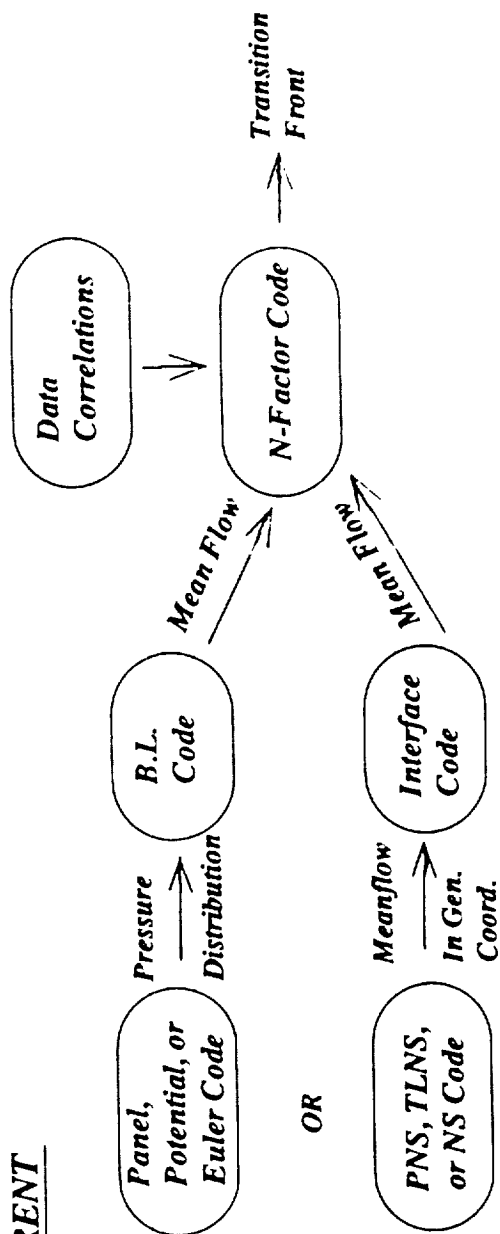 RENT
Panel,
Potential, or
Euler Code
Pressure
Distribution
B.L.
Code
Mean Flow
Data
Correlations
N-Factor Code
Transition
Front
OR
PNS, TLNS,
or NS Code
Meanflow
In Gen.
Coord.
Interface
Code
Mean Flow